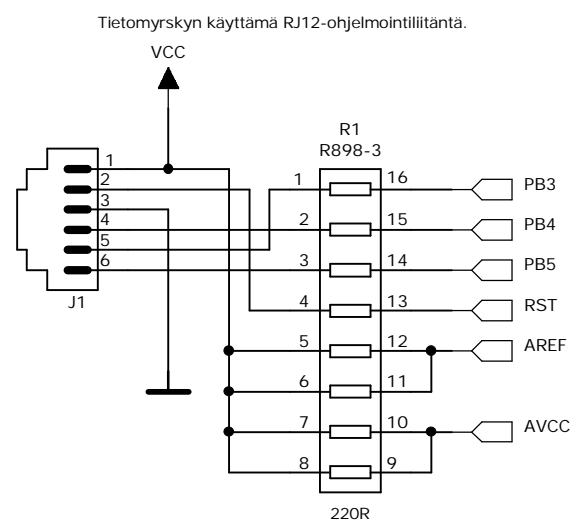 Tietomyrskyn käyttämä RJ12-ohjelmointiliitäntä.
VCC
R1
R898-3
1
2
3
4
5
6
J1
1 16 PB3
2 15 PB4
3 14 PB5
4 13 RST
5 12 AREF
6 11
7 10 AVCC
8 9
220R